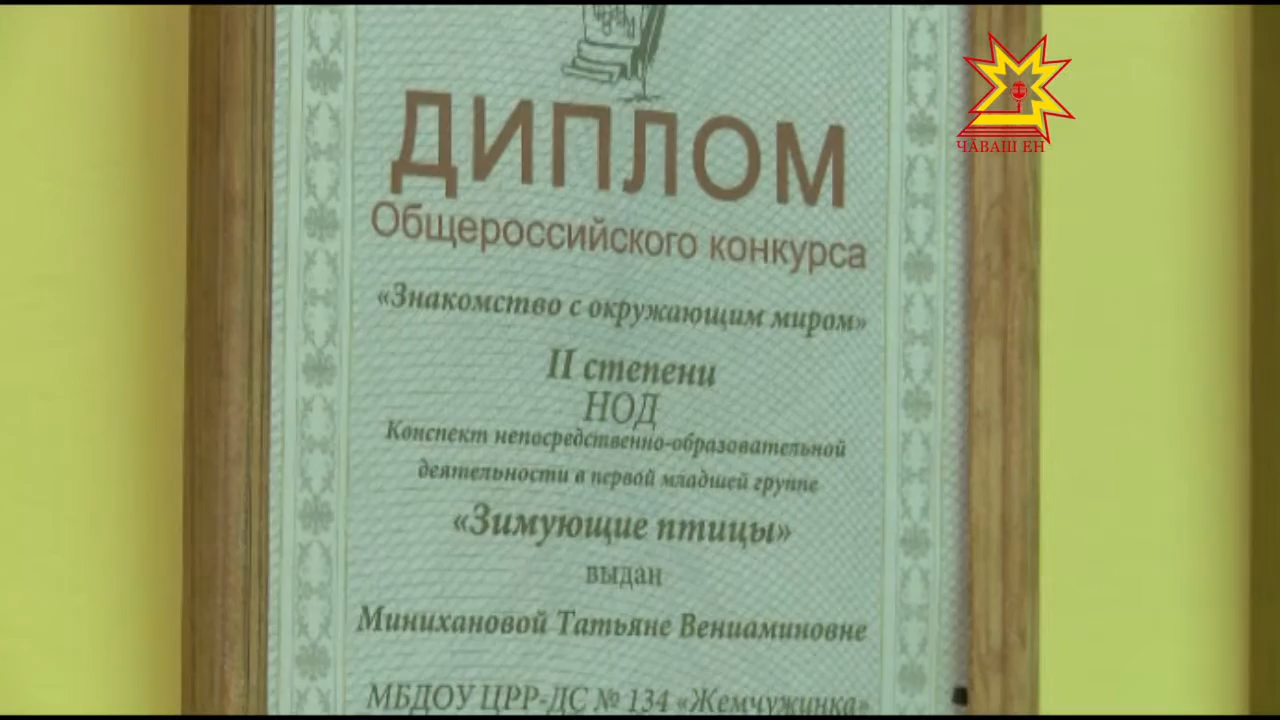 ЧӐВАШ ЕН
ДИПЛОМ
Общероссийского конкурса
«Знакомство с окружающим миром»
II степени
НОД
Конспект непосредственно-образовательной
деятельности в первой младшей группе
«Зимующие птицы»
выдан
Минихановой Татьяне Вениаминовне
МБДОУ ЦРР-ДС № 134 «Жемчужинка»